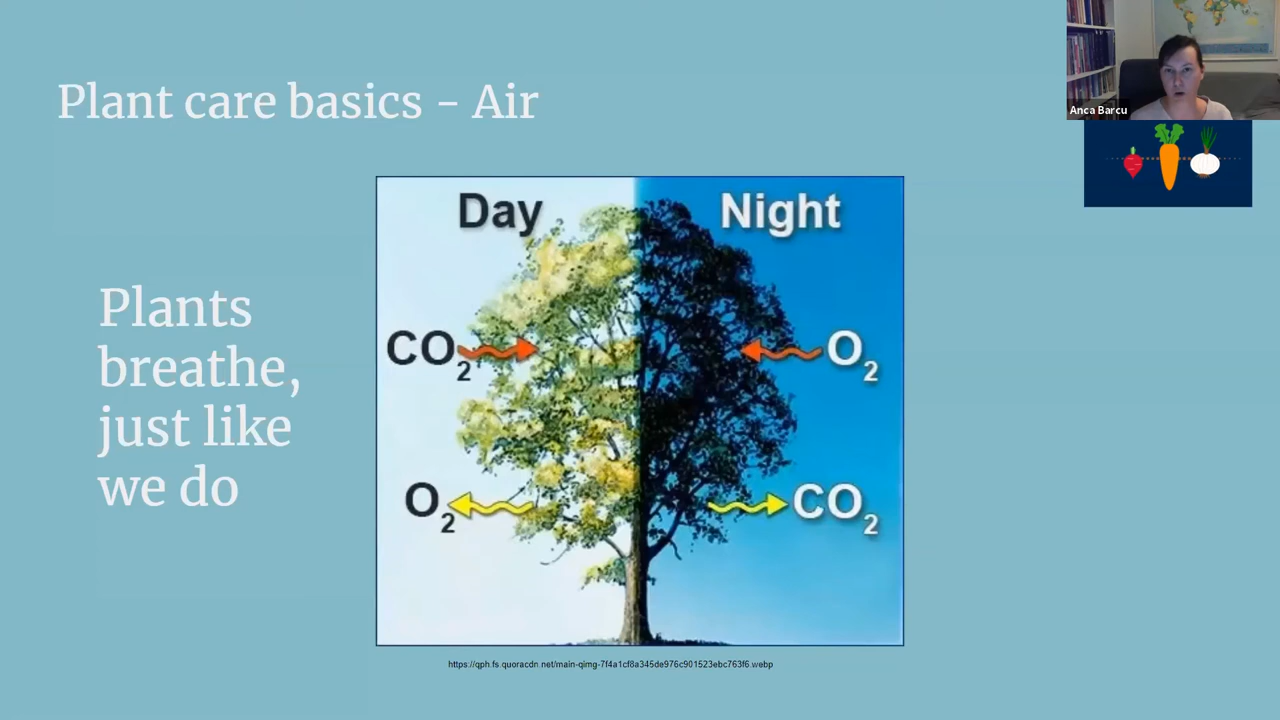 Plant care basics - Air
Anca Barcu
Day
Night
Plants
breathe,
just like
we do
CO₂
O₂
O₂
CO₂
https://qph.fs.quoracdn.net/main-qimg-7f4a1cf8a345de976c901523ebc763f6.webp